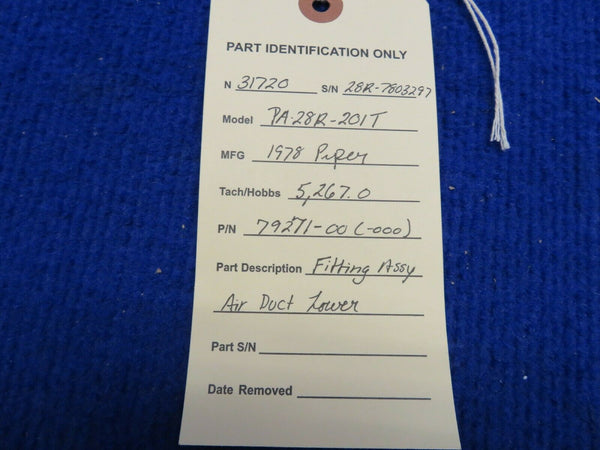 PART IDENTIFICATION ONLY
N 31720 S/N 28R-7803297
Model PA-28R-201T
MFG 1978 Piper
Tach/Hobbs 5,267.0
P/N 79271-00 (-000)
Part Description Fitting Assy
Air Duct Lower
Part S/N
Date Removed